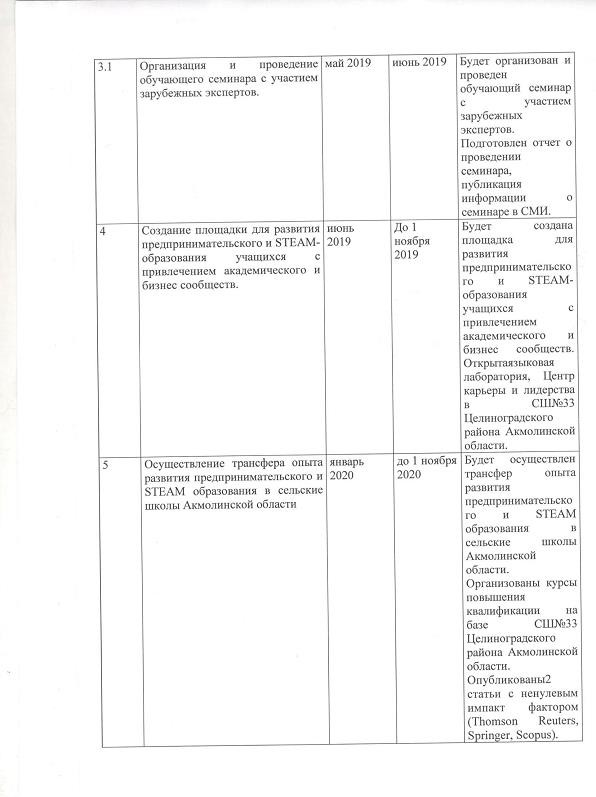 3.1
Организация и проведение
обучающего семинара с участием
зарубежных экспертов.
май 2019
июнь 2019
Будет организован и
проведен
обучающий семинар
с участием
зарубежных
экспертов.
Подготовлен отчет о
проведении
семинара,
публикация
информации о
семинаре в СМИ.
4
Создание площадки для развития
предпринимательского и STEAM-
образования учащихся с
привлечением академического и
бизнес сообществ.
июнь
2019
До 1
ноября
2019
Будет создана
площадка для
развития
предпринимательско
го и STEAM-
образования
учащихся с
привлечением
академического и
бизнес сообществ.
Открытаязыковая
лаборатория, Центр
карьеры и лидерства
в СШ№33
Целиноградского
района Акмолинской
области.
5
Осуществление трансфера опыта
развития предпринимательского и
STEAM образования в сельские
школы Акмолинской области
январь
2020
до 1 ноября
2020
Будет осуществлен
трансфер опыта
развития
предпринимательско
го и STEAM
образования в
сельские школы
Акмолинской
области.
Организованы курсы
повышения
квалификации на
базе СШ№33
Целиноградского
района Акмолинской
области.
Опубликованы2
статьи с ненулевым
импакт фактором
(Thomson Reuters,
Springer, Scopus).